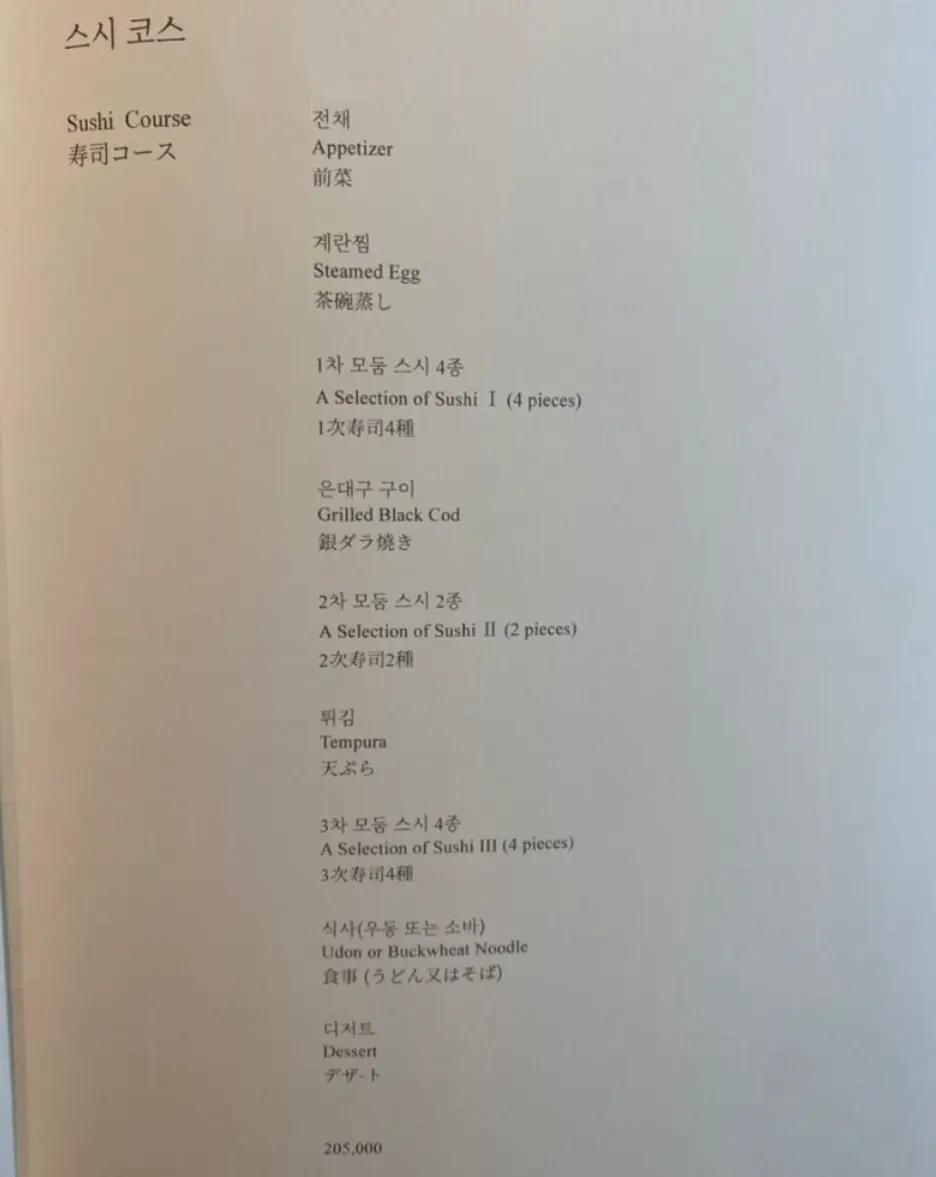 스시 코스
Sushi Course
寿司コース
전채
Appetizer
前菜
계란찜
Steamed Egg
茶碗蒸し
1차 모둠 스시 4종
A Selection of Sushi Ⅰ (4 pieces)
1次寿司4種
은대구 구이
Grilled Black Cod
銀ダラ燒き
2차 모둠 스시 2종
A Selection of Sushi Ⅱ (2 pieces)
2次寿司2種
튀김
Tempura
天ぷら
3차 모둠 스시 4종
A Selection of Sushi III (4 pieces)
3次寿司4種
식사(우동 또는 소바)
Udon or Buckwheat Noodle
食事 (うどん又はそば)
디저트
Dessert
デザ-ト
205,000